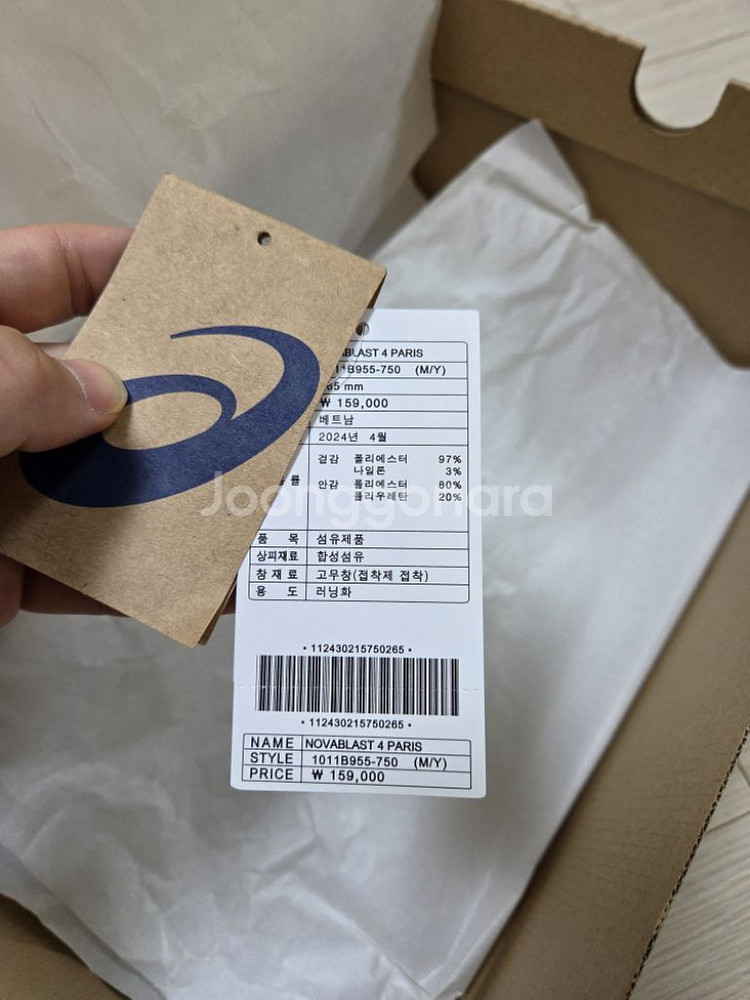 ABLAST 4 PARIS
11B955-750 (M/Y)
65 mm
₩ 159,000
베트남
2024년 4월
률
겉감 폴리에스터 97%
나일론 3%
안감 폴리에스터 80%
폴리우레탄 20%
Joonggonara
품 목 섬유제품
상피재료 합성섬유
창 재 료 고무창(접착제 접착)
용 도 러닝화
• 112430215750265 •
• 112430215750265 •
NAME NOVABLAST 4 PARIS
STYLE 1011B955-750 (M/Y)
PRICE ₩ 159,000